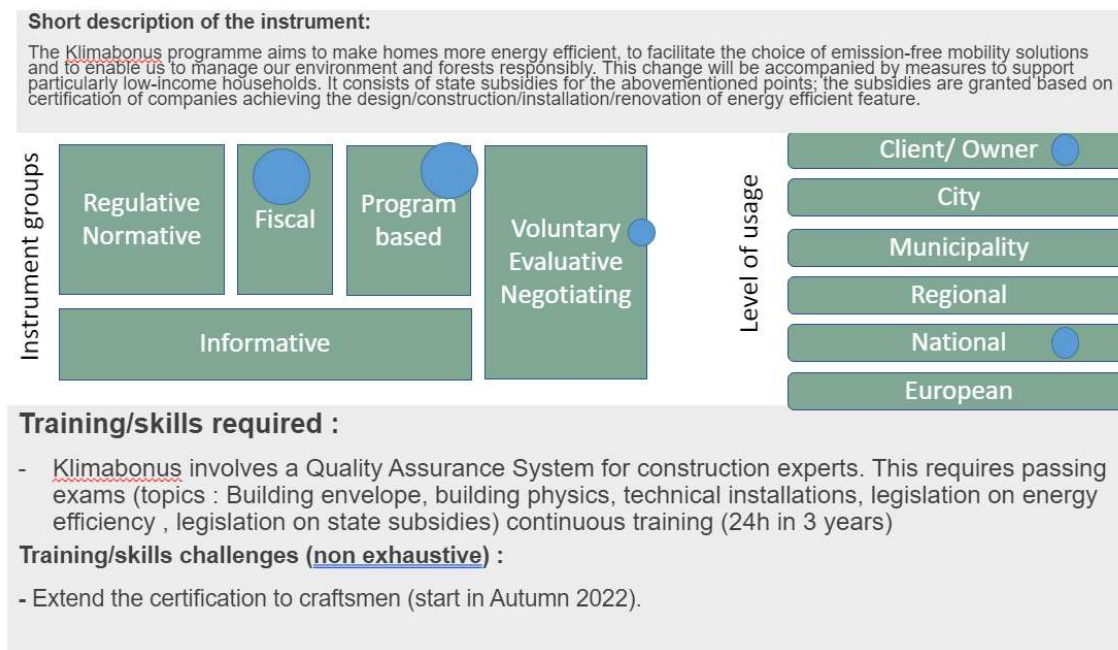 Short description of the instrument:
The Klimabonus programme aims to make homes more energy efficient, to facilitate the choice of emission-free mobility solutions
and to enable us to manage our environment and forests responsibly. This change will be accompanied by measures to support
particularly low-income households. It consists of state subsidies for the abovementioned points; the subsidies are granted based on
certification of companies achieving the design/construction/installation/renovation of energy efficient feature.
Instrument groups
Regulative
Normative
Fiscal
Program
based
Voluntary
Evaluative
Negotiating
Informative
Level of usage
Client/ Owner
City
Municipality
Regional
National
European
Training/skills required :
- Klimabonus involves a Quality Assurance System for construction experts. This requires passing
exams (topics : Building envelope, building physics, technical installations, legislation on energy
efficiency , legislation on state subsidies) continuous training (24h in 3 years)
Training/skills challenges (non exhaustive) :
- Extend the certification to craftsmen (start in Autumn 2022).